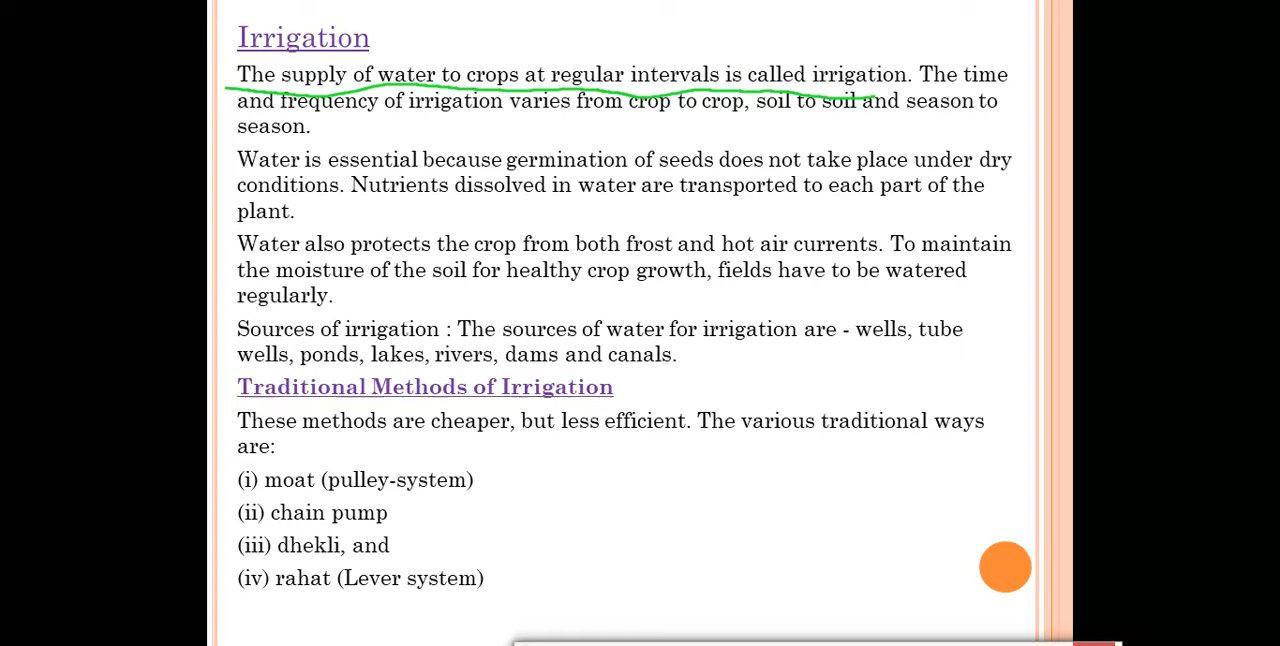 Irrigation
The supply of water to crops at regular intervals is called irrigation. The time
and frequency of irrigation varies from crop to crop, soil to soil and season to
season.
Water is essential because germination of seeds does not take place under dry
conditions. Nutrients dissolved in water are transported to each part of the
plant.
Water also protects the crop from both frost and hot air currents. To maintain
the moisture of the soil for healthy crop growth, fields have to be watered
regularly.
Sources of irrigation : The sources of water for irrigation are - wells, tube
wells, ponds, lakes, rivers, dams and canals.
Traditional Methods of Irrigation
These methods are cheaper, but less efficient. The various traditional ways
are:
(i) moat (pulley-system)
(ii) chain pump
(iii) dhekli, and
(iv) rahat (Lever system)